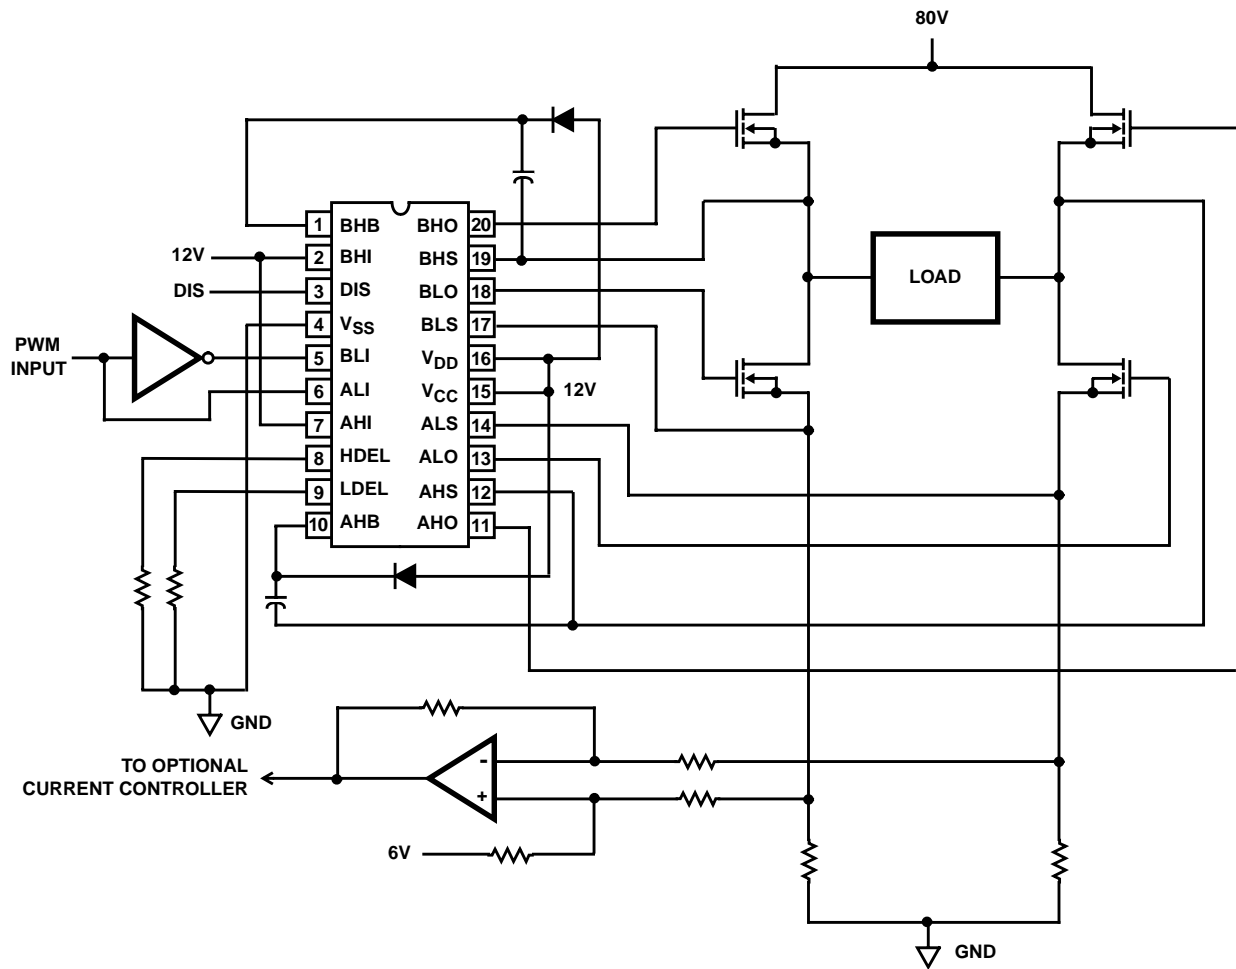 80V
1 BHB BHO 20
12V 2 BHI BHS 19
DIS 3 DIS BLO 18
4 VSS BLS 17
PWM
INPUT
5 BLI VDD 16
6 ALI VCC 15 12V
7 AHI ALS 14
8 HDEL ALO 13
9 LDEL AHS 12
10 AHB AHO 11
LOAD
GND
TO OPTIONAL
CURRENT CONTROLLER
-
+
6V
GND